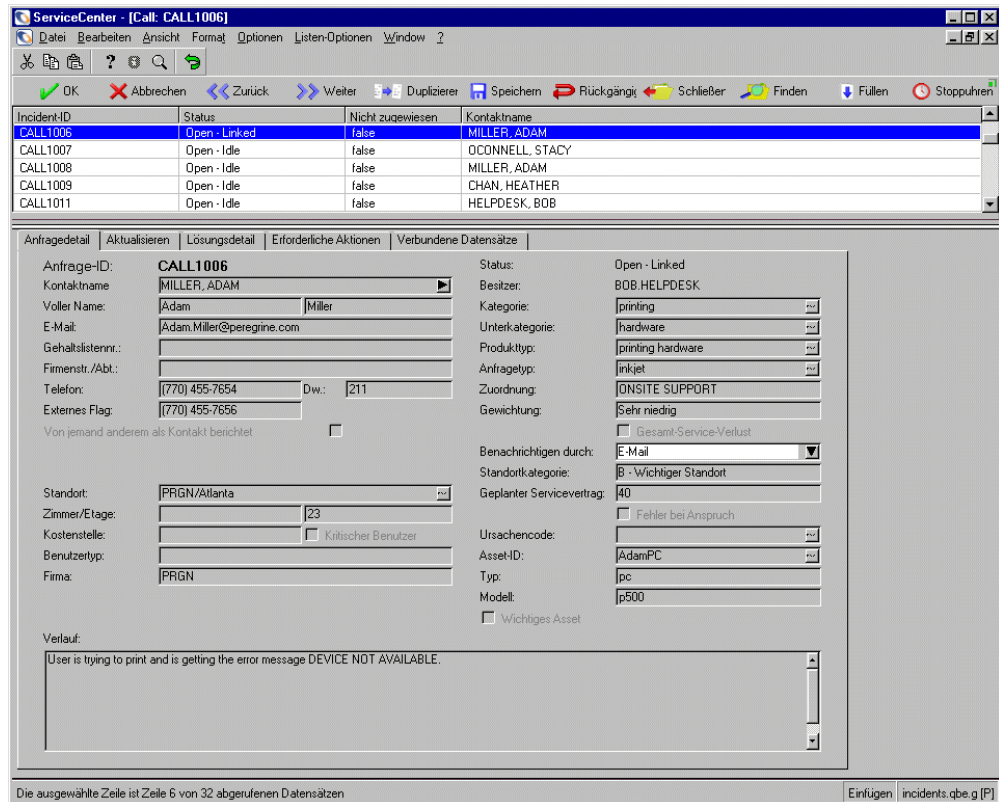 ServiceCenter - [Call: CALL1006]
Datei Bearbeiten Ansicht Format Optionen Listen-Optionen Window ?
OK Abbrechen Zurück Weiter Duplizierer Speichern Rückgängig Schließer Finden Füllen Stoppuhren
Incident-ID Status Nicht zugewiesen Kontaktname
CALL1006 Open - Linked false MILLER, ADAM
CALL1007 Open - Idle false OCONNELL, STACY
CALL1008 Open - Idle false MILLER, ADAM
CALL1009 Open - Idle false CHAN, HEATHER
CALL1011 Open - Idle false HELPDESK, BOB
Anfragedetail Aktualisieren Lösungsdetail Erforderliche Aktionen Verbundene Datensätze
Anfrage-ID: CALL1006 Status: Open - Linked
Kontaktname MILLER, ADAM Besitzer: BOB.HELPDESK
Voller Name: Adam Miller Kategorie: printing
E-Mail: Adam.Miller@peregrine.com Unterkategorie: hardware
Gehaltslistennr.: Produkttyp: printing hardware
Firmenstr./Abt.: Anfragetyp: inkjet
Telefon: (770) 455-7654 Dw.: 211 Zuordnung: ONSITE SUPPORT
Externes Flag: (770) 455-7656 Gewichtung: Sehr niedrig
Von jemand anderem als Kontakt berichtet Gesamt-Service-Verlust
Benachrichtigen durch: E-Mail
Standortkategorie: B - Wichtiger Standort
Standort: PRGN/Atlanta Geplanter Servicevertrag: 40
Zimmer/Etage: 23 Fehler bei Anspruch
Kostenstelle: Kritischer Benutzer Ursachencode:
Benutzertyp: Asset-ID: AdamPC
Firma: PRGN Typ: pc
Modell: p500
Wichtiges Asset
Verlauf:
User is trying to print and is getting the error message DEVICE NOT AVAILABLE.
Die ausgewählte Zeile ist Zeile 6 von 32 abgerufenen Datensätzen Einfügen incidents.qbe.g [P]